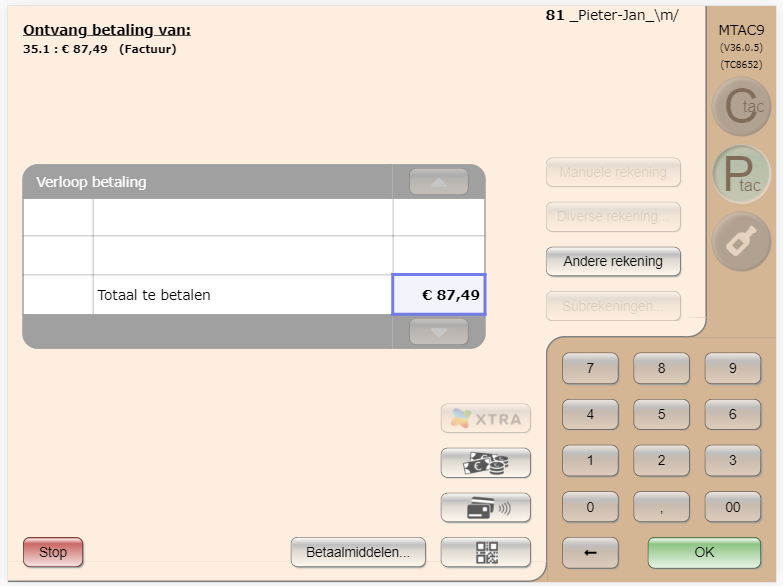 Ontvang betaling van:
35.1 : € 87,49 (Factuur)
81 _Pieter-Jan_\m/
MTAC9
(V36.0.5)
(TC8652)
Ctac
Ptac
Verloop betaling
Totaal te betalen € 87,49
Manuele rekening
Diverse rekening...
Andere rekening
Subrekeningen...
XTRA
Stop
Betaalmiddelen...
7 8 9
4 5 6
1 2 3
0 , 00
← OK